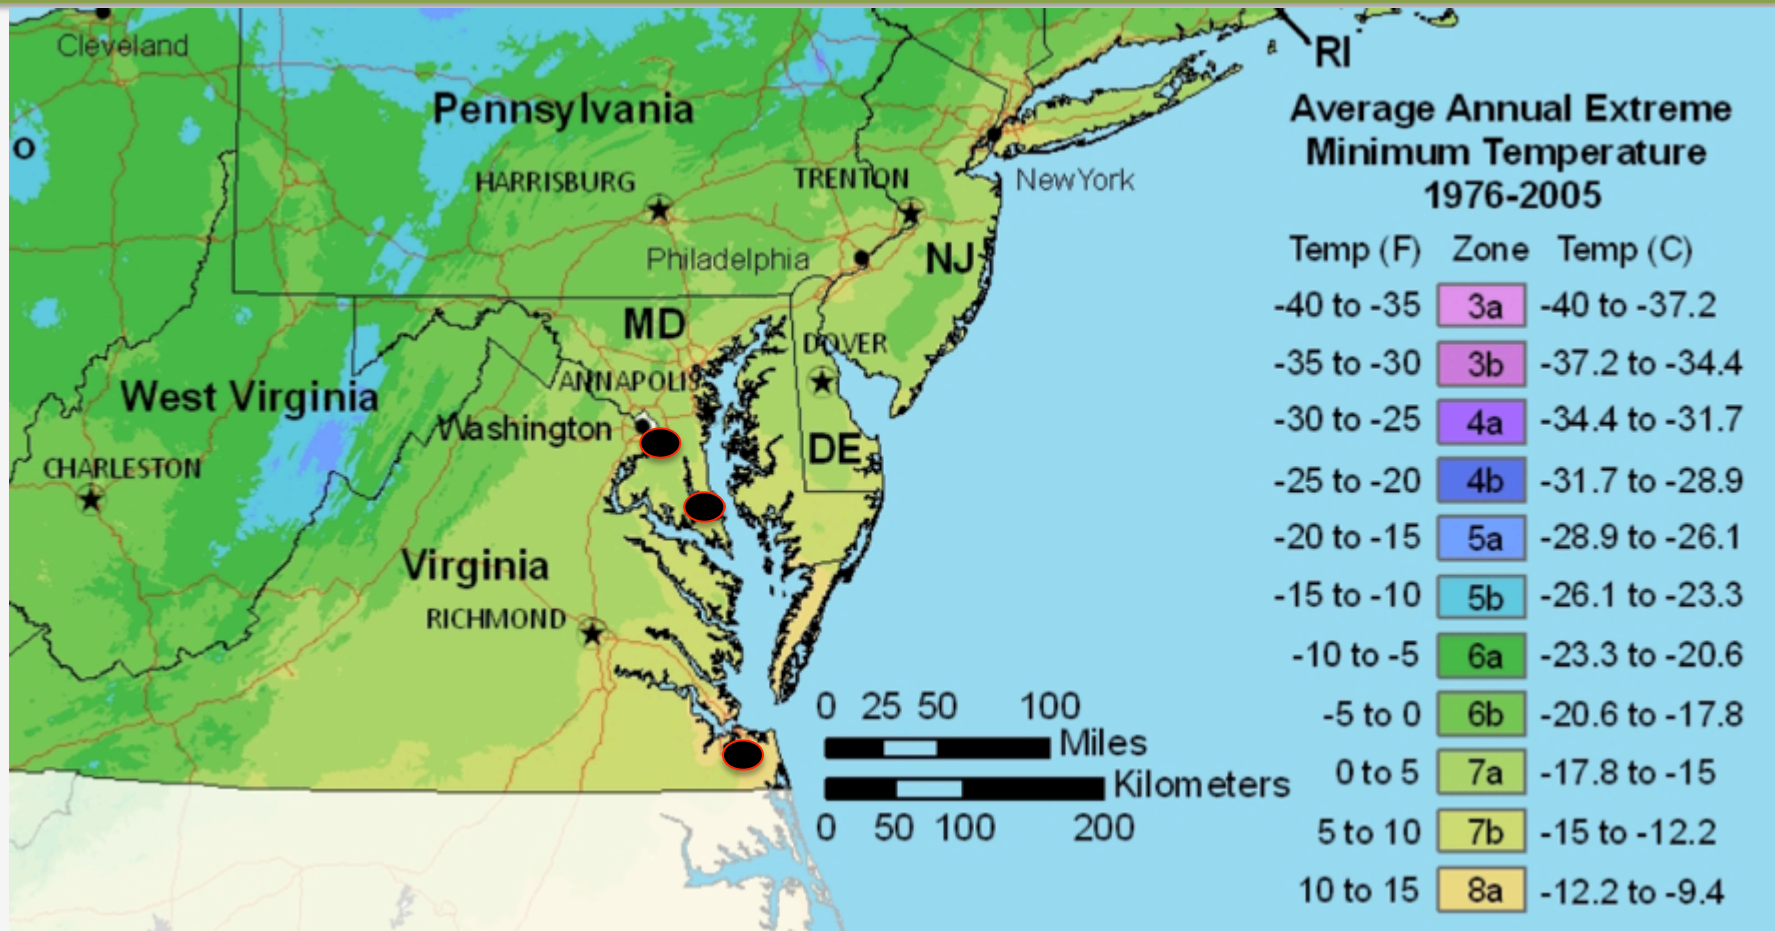 Cleveland
RI
Pennsylvania
Average Annual Extreme
Minimum Temperature
1976-2005
o
HARRISBURG
TRENTON
NewYork
Temp (F) Zone Temp (C)
Philadelphia
NJ
-40 to -35 3a -40 to -37.2
MD
DOVER
-35 to -30 3b -37.2 to -34.4
ANNAPOLIS
West Virginia
-30 to -25 4a -34.4 to -31.7
Washington
DE
CHARLESTON
-25 to -20 4b -31.7 to -28.9
-20 to -15 5a -28.9 to -26.1
Virginia
-15 to -10 5b -26.1 to -23.3
RICHMOND
-10 to -5 6a -23.3 to -20.6
0 25 50 100
Miles
-5 to 0 6b -20.6 to -17.8
Kilometers
0 to 5 7a -17.8 to -15
0 50 100 200
5 to 10 7b -15 to -12.2
10 to 15 8a -12.2 to -9.4